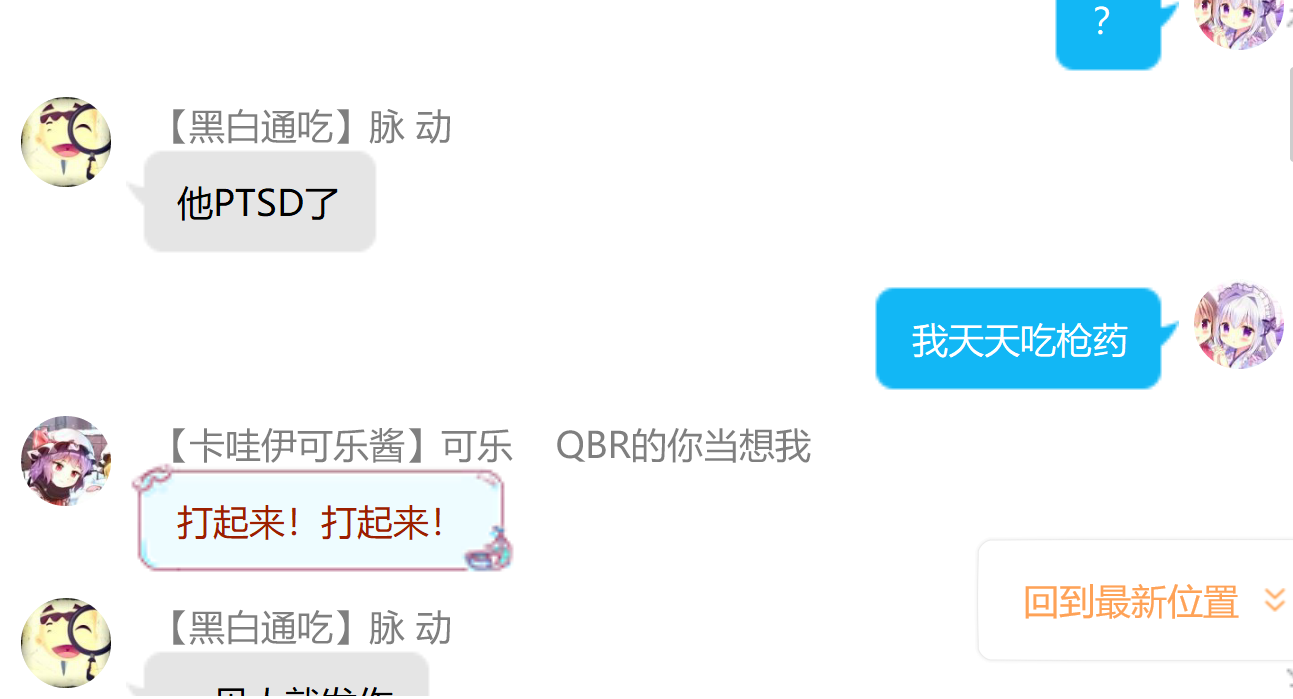 ?
【黑白通吃】脉 动
他PTSD了
我天天吃枪药
【卡哇伊可乐酱】可乐 QBR的你当想我
打起来！打起来！
回到最新位置
【黑白通吃】脉 动